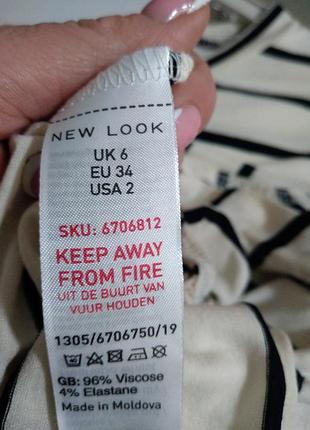 NEW LOOK
UK 6
EU 34
USA 2
SKU: 6706812
KEEP AWAY
FROM FIRE
UIT DE BUURT VAN
VUUR HOUDEN
1305/6706750/19
GB: 96% Viscose
4% Elastane
Made in Moldova